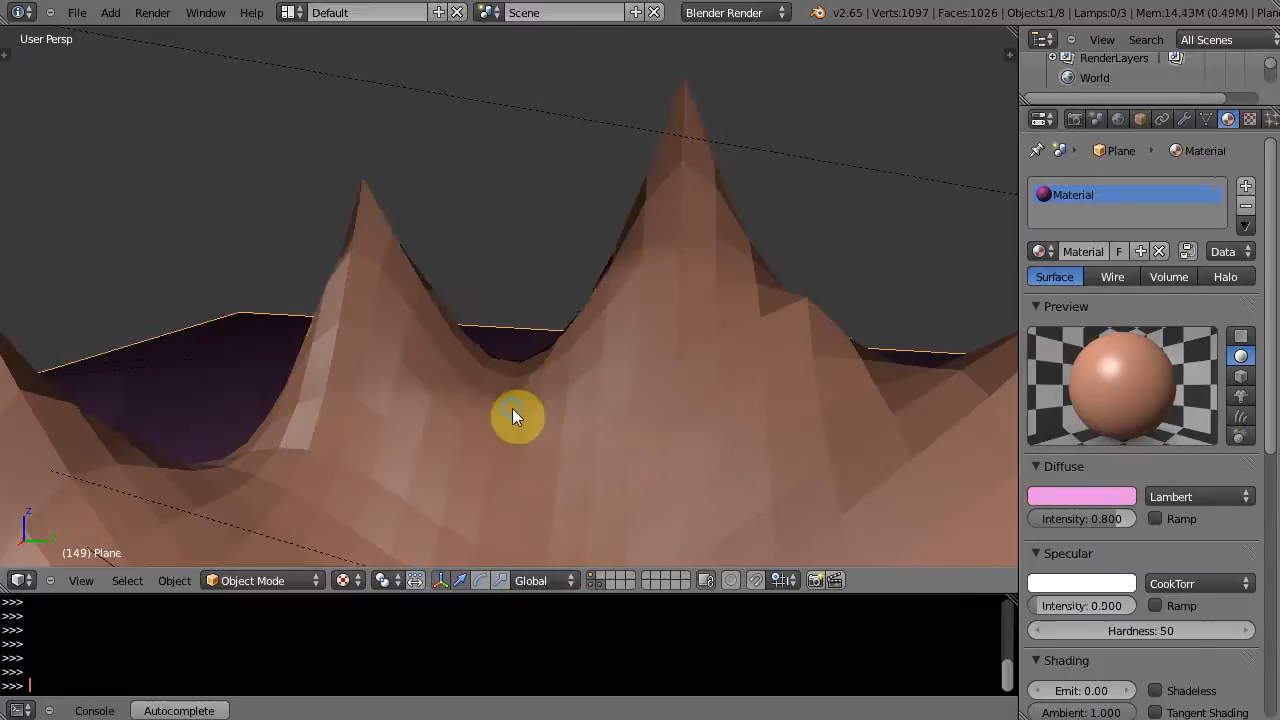 File Add Render Window Help Default Scene Blender Render v2.65 | Verts:1097 | Faces:1026 | Objects:1/8 | Lamps:0/3 | Mem:14.43M (0.49M) | Plan
User Persp
View Search All Scenes
RenderLayers
World
Plane Material
Material
Material F Data
Surface Wire Volume Halo
Preview
Diffuse
Lambert
Intensity: 0.800 Ramp
Specular
CookTorr
Intensity: 0.000 Ramp
Hardness: 50
Shading
Emit: 0.00 Shadeless
Ambient: 1.000 Tangent Shading
z
(149) Plane
View Select Object Object Mode Global
>>>
>>>
>>>
>>>
>>>
>>>
>>>
Console Autocomplete